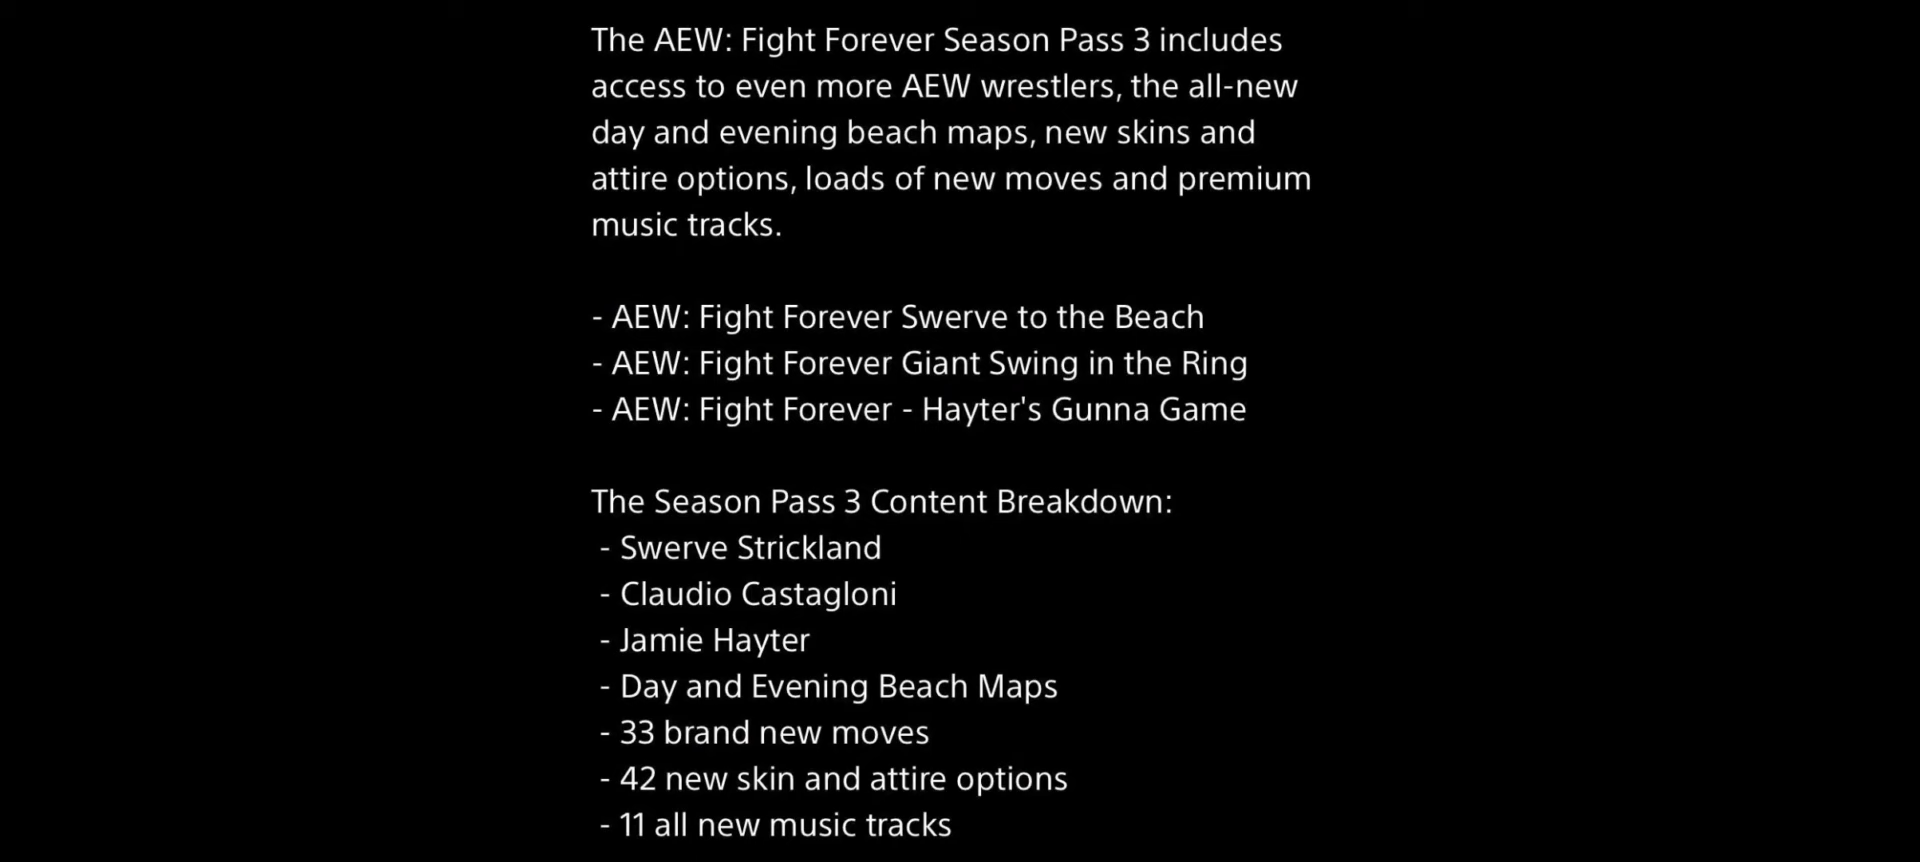 The AEW: Fight Forever Season Pass 3 includes
access to even more AEW wrestlers, the all-new
day and evening beach maps, new skins and
attire options, loads of new moves and premium
music tracks.
- AEW: Fight Forever Swerve to the Beach
- AEW: Fight Forever Giant Swing in the Ring
- AEW: Fight Forever - Hayter's Gunna Game
The Season Pass 3 Content Breakdown:
- Swerve Strickland
- Claudio Castagloni
- Jamie Hayter
- Day and Evening Beach Maps
- 33 brand new moves
- 42 new skin and attire options
- 11 all new music tracks